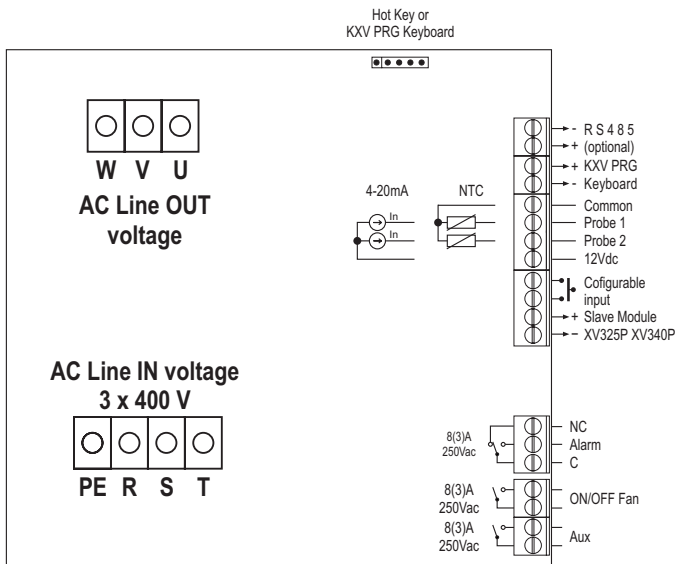 Hot Key or
KXV PRG Keyboard
W V U
AC Line OUT
voltage
AC Line IN voltage
3 x 400 V
PE R S T
4-20mA
In
In
NTC
- R S 4 8 5
+ (optional)
+ KXV PRG
- Keyboard
Common
Probe 1
Probe 2
12Vdc
Cofigurable
input
+ Slave Module
- XV325P XV340P
8(3)A
250Vac
NC
Alarm
C
8(3)A
250Vac
ON/OFF Fan
8(3)A
250Vac
Aux